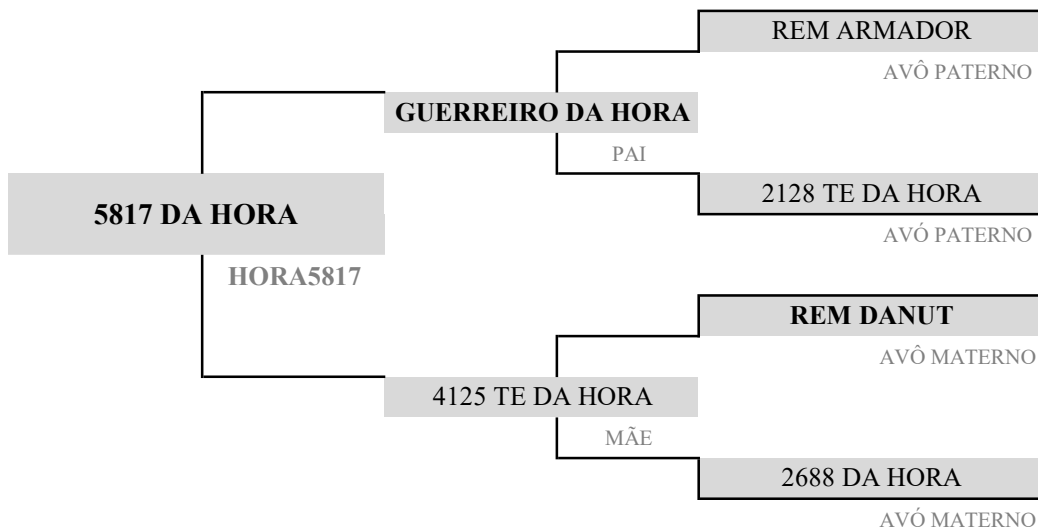 REM ARMADOR
AVÔ PATERNO
GUERREIRO DA HORA
PAI
2128 TE DA HORA
AVÓ PATERNO
5817 DA HORA
HORA5817
REM DANUT
AVÔ MATERNO
4125 TE DA HORA
MÃE
2688 DA HORA
AVÓ MATERNO